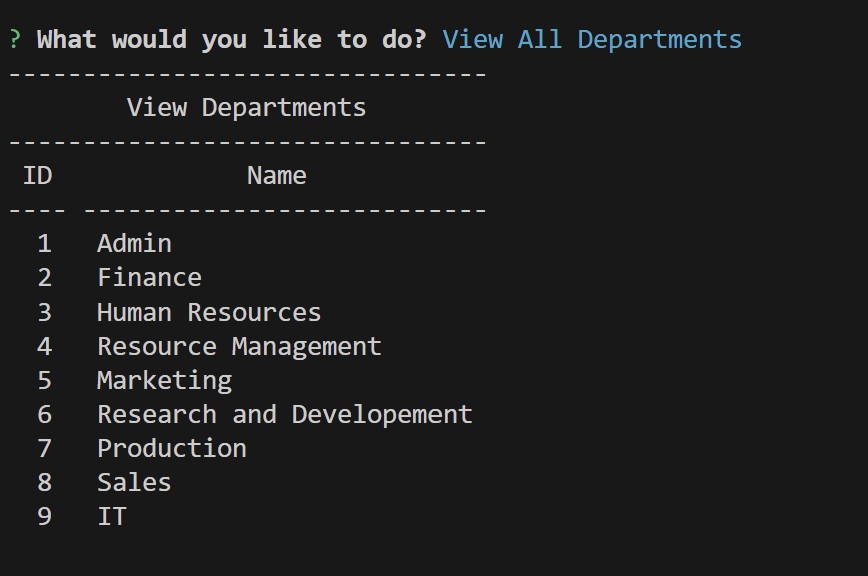 ? What would you like to do? View All Departments
--------------------------------
View Departments
--------------------------------
ID Name
---- ---------------------------
1 Admin
2 Finance
3 Human Resources
4 Resource Management
5 Marketing
6 Research and Developement
7 Production
8 Sales
9 IT